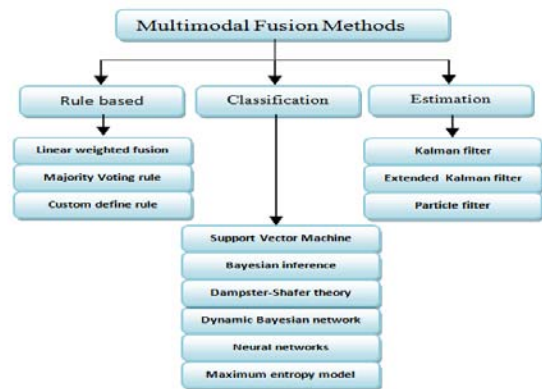 Multimodal Fusion Methods
Rule based
Classification
Estimation
Linear weighted fusion
Majority Voting rule
Custom define rule
Kalman filter
Extended Kalman filter
Particle filter
Support Vector Machine
Bayesian inference
Dampster-Shafer theory
Dynamic Bayesian network
Neural networks
Maximum entropy model